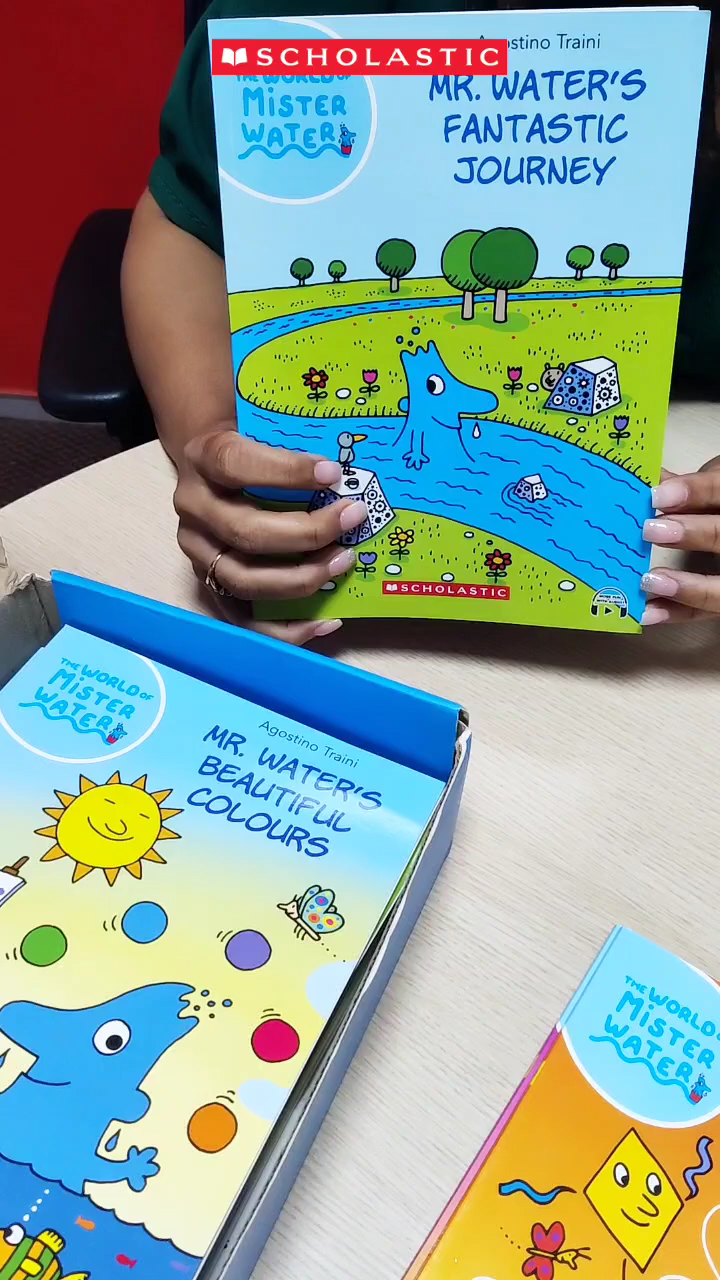 SCHOLASTIC
Agostino Traini
THE WORLD OF
MiSTER
WATER
MR. WATER'S
FANTASTIC
JOURNEY
SCHOLASTIC
THE WORLD OF
MiSTER
WATER
Agostino Traini
MR. WATER'S
BEAUTIFUL
COLOURS
THE WORLD
MiSTER
WATER